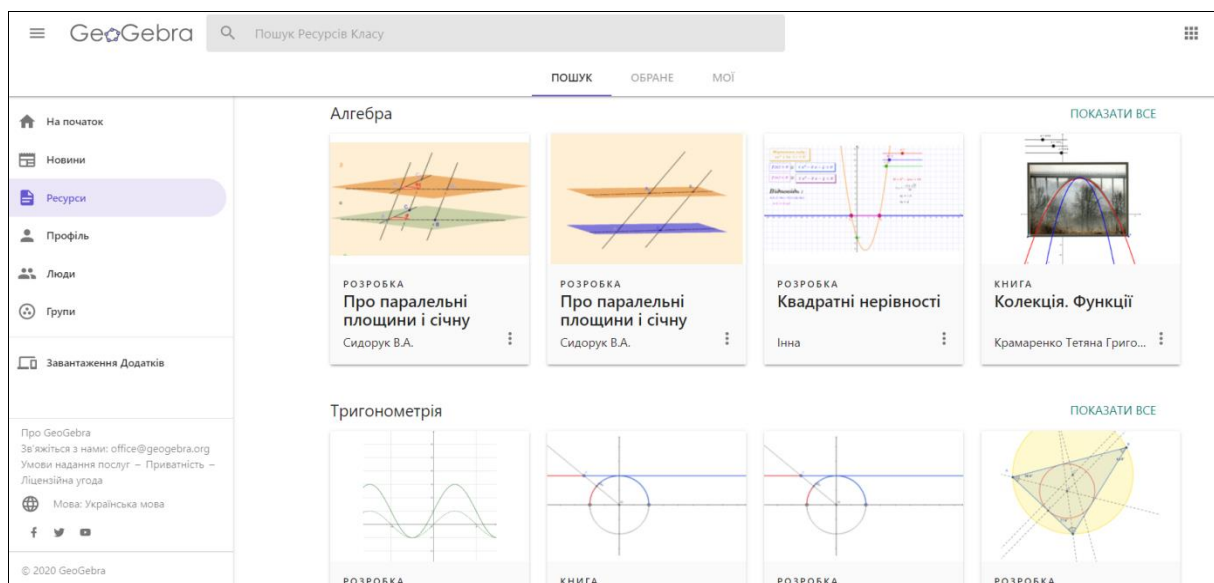 GeoGebra
Пошук Ресурсів Класу
ПОШУК ОБРАНЕ МОЇ
На початок
Новини
Ресурси
Профіль
Люди
Групи
Завантаження Додатків
Про GeoGebra
Зв'яжіться з нами: office@geogebra.org
Умови надання послуг – Приватність –
Ліцензійна угода
Мова: Українська мова
© 2020 GeoGebra
Алгебра ПОКАЗАТИ ВСЕ
РОЗРОБКА
Про паралельні
площини і січну
Сидорук В.А.
РОЗРОБКА
Про паралельні
площини і січну
Сидорук В.А.
Відповідь :
РОЗРОБКА
Квадратні нерівності
Інна
КНИГА
Колекція. Функції
Крамаренко Тетяна Григо...
Тригонометрія ПОКАЗАТИ ВСЕ
РОЗРОБКА КНИГА РОЗРОБКА РОЗРОБКА